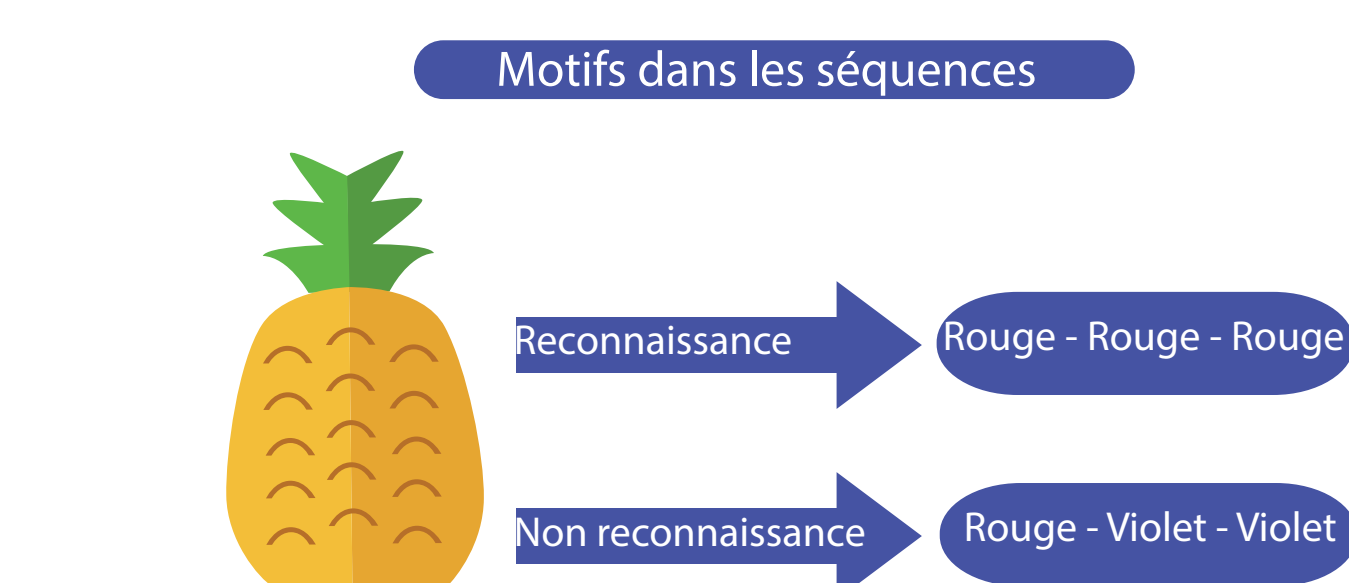 Motifs dans les séquences
Reconnaissance
Rouge - Rouge - Rouge
Non reconnaissance
Rouge - Violet - Violet